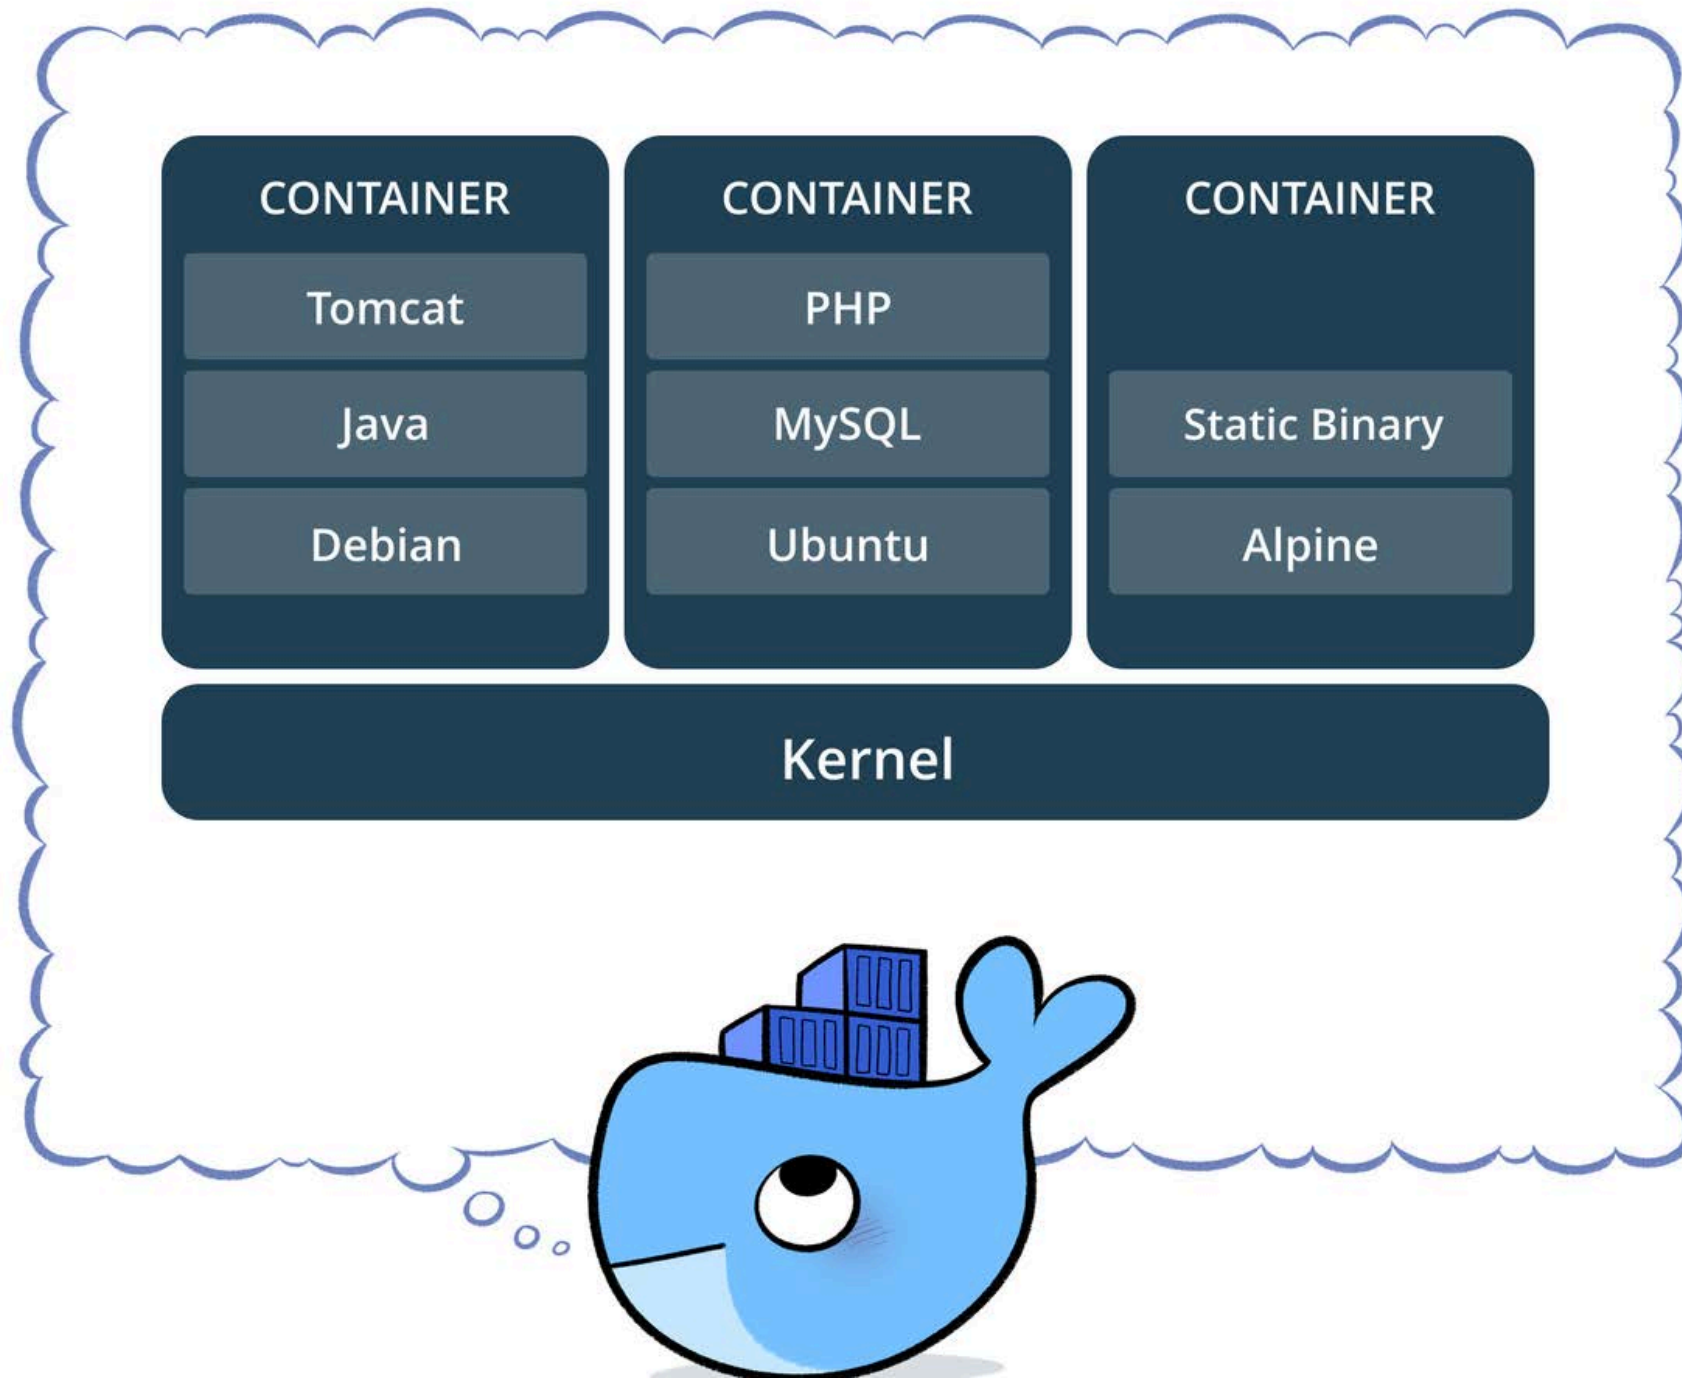 CONTAINER
Tomcat
Java
Debian
CONTAINER
PHP
MySQL
Ubuntu
CONTAINER
Static Binary
Alpine
Kernel